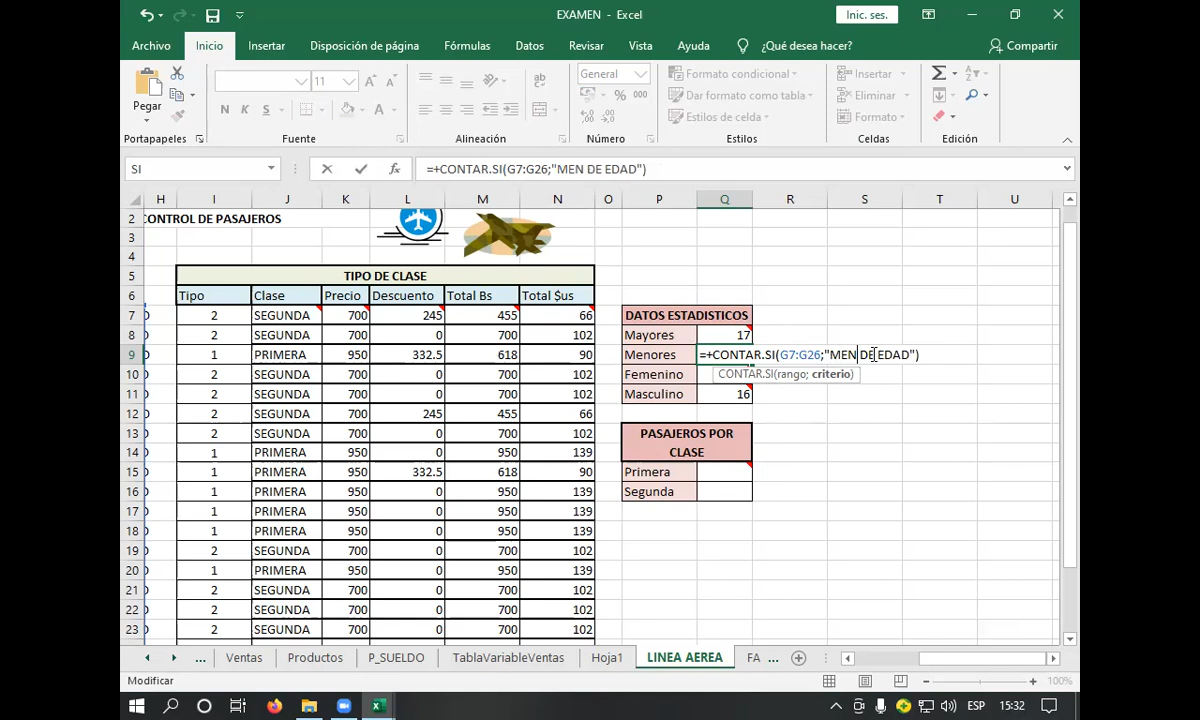 EXAMEN - Excel
Inic. ses.
Archivo Inicio Insertar Disposición de página Fórmulas Datos Revisar Vista Ayuda ¿Qué desea hacer? Compartir
Pegar
11
N K S
A
General
% 000
Formato condicional
Dar formato como tabla
Estilos de celda
Insertar
Eliminar
Formato
Portapapeles Fuente Alineación Número Estilos Celdas Edición
SI
fx
=+CONTAR.SI(G7:G26;"MEN DE EDAD")
H I J K L M N O P Q R S T U
2 CONTROL DE PASAJEROS
3
4
5 TIPO DE CLASE
6 Tipo Clase Precio Descuento Total Bs Total $us
7 2 SEGUNDA 700 245 455 66 DATOS ESTADISTICOS
8 2 SEGUNDA 700 0 700 102 Mayores 17
9 1 PRIMERA 950 332.5 618 90 Menores =+CONTAR.SI(G7:G26;"MEN DE EDAD")
10 2 SEGUNDA 700 0 700 102 Femenino CONTAR.SI(rango; criterio)
11 2 SEGUNDA 700 0 700 102 Masculino 16
12 2 SEGUNDA 700 245 455 66
13 2 SEGUNDA 700 0 700 102 PASAJEROS POR
14 1 PRIMERA 950 0 950 139 CLASE
15 1 PRIMERA 950 332.5 618 90 Primera
16 1 PRIMERA 950 0 950 139 Segunda
17 1 PRIMERA 950 0 950 139
18 1 PRIMERA 950 0 950 139
19 2 SEGUNDA 700 0 700 102
20 1 PRIMERA 950 0 950 139
21 2 SEGUNDA 700 0 700 102
22 2 SEGUNDA 700 0 700 102
23 2 SEGUNDA 700 0 700 102
... Ventas Productos P_SUELDO TablaVariableVentas Hoja1 LINEA AEREA FA ...
Modificar
100%
ESP 15:32